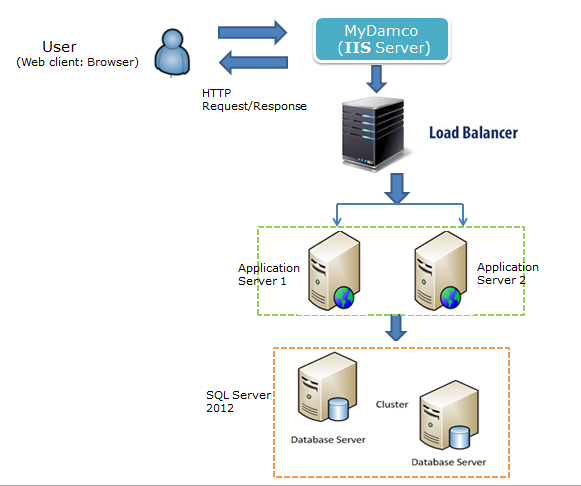 User
(Web client: Browser)
MyDamco
(IIS Server)
HTTP
Request/Response
Load Balancer
Application
Server 1
Application
Server 2
SQL Server
2012
Cluster
Database Server
Database Server